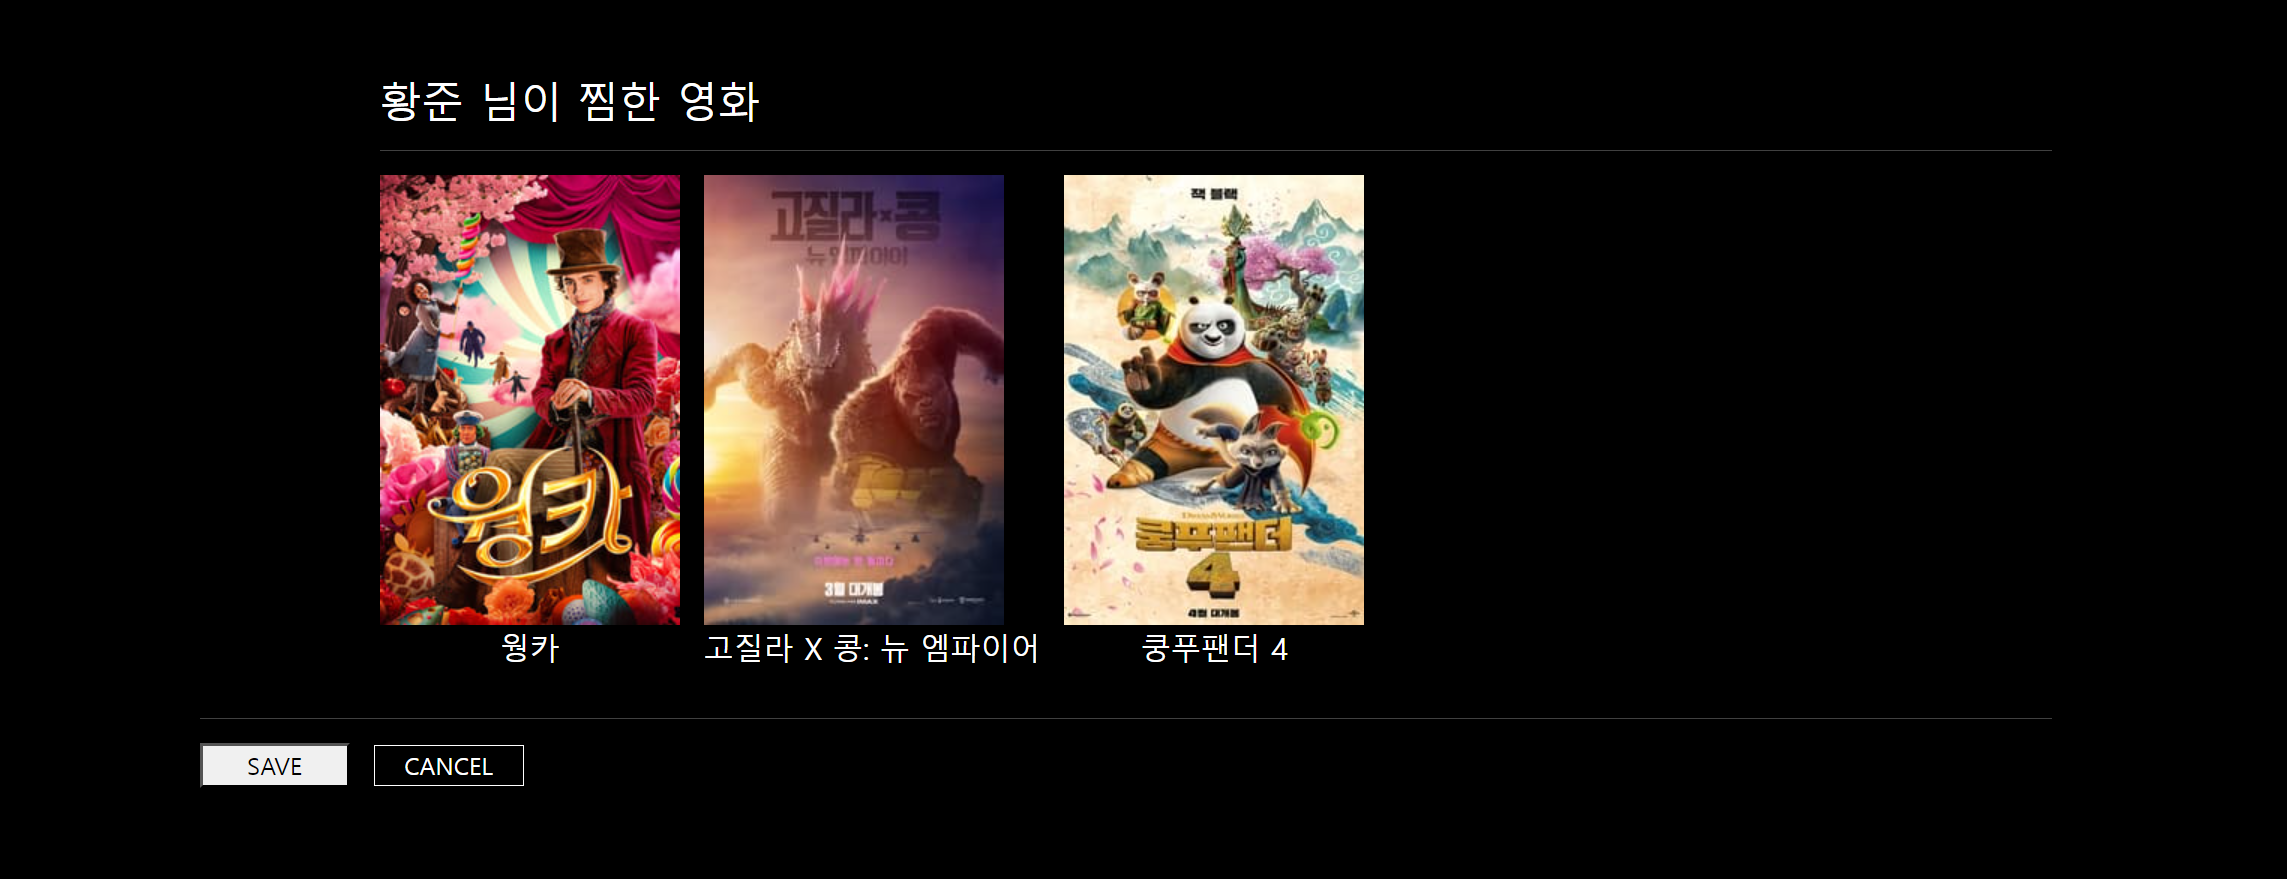 황준 님이 찜한 영화
웡카
고질라×콩
뉴 엠파이어
3월 대개봉
잭 블랙
쿵푸팬더
4
4월 대개봉
웡카
고질라 X 콩: 뉴 엠파이어
쿵푸팬더 4
SAVE
CANCEL